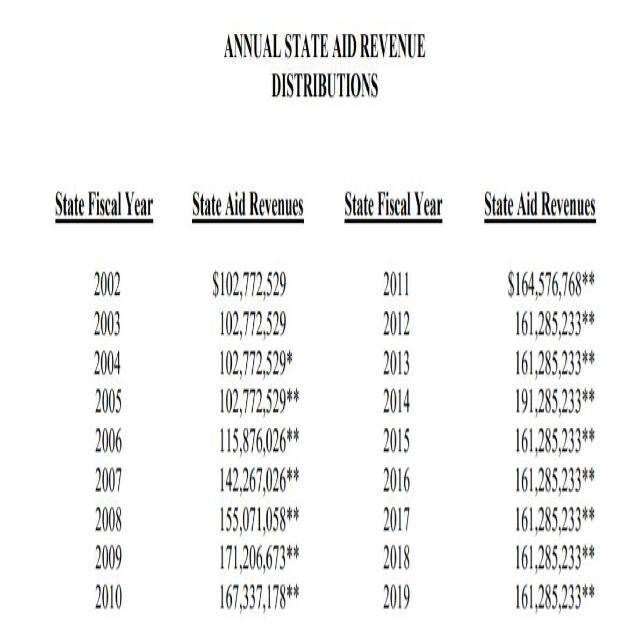 ANNUAL STATE AID REVENUE
DISTRIBUTIONS
State Fiscal Year State Aid Revenues State Fiscal Year State Aid Revenues
2002 $102,772,529 2011 $164,576,768**
2003 102,772,529 2012 161,285,233**
2004 102,772,529* 2013 161,285,233**
2005 102,772,529** 2014 191,285,233**
2006 115,876,026** 2015 161,285,233**
2007 142,267,026** 2016 161,285,233**
2008 155,071,058** 2017 161,285,233**
2009 171,206,673** 2018 161,285,233**
2010 167,337,178** 2019 161,285,233**